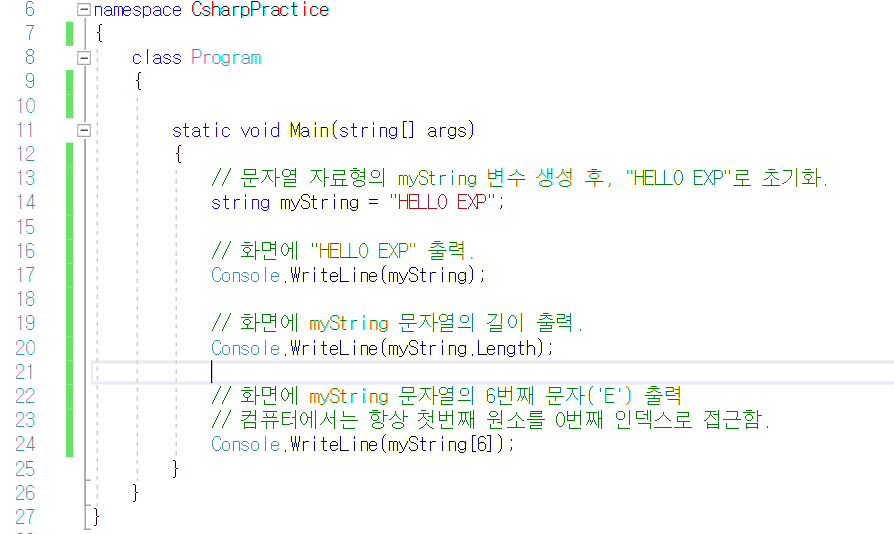 6 namespace CsharpPractice
7 {
8 class Program
9 {
10
11 static void Main(string[] args)
12 {
13 // 문자열 자료형의 myString 변수 생성 후, "HELLO EXP"로 초기화.
14 string myString = "HELLO EXP";
15
16 // 화면에 "HELLO EXP" 출력.
17 Console.WriteLine(myString);
18
19 // 화면에 myString 문자열의 길이 출력.
20 Console.WriteLine(myString.Length);
21
22 // 화면에 myString 문자열의 6번째 문자('E') 출력
23 // 컴퓨터에서는 항상 첫번째 원소를 0번째 인덱스로 접근함.
24 Console.WriteLine(myString[6]);
25 }
26 }
27 }